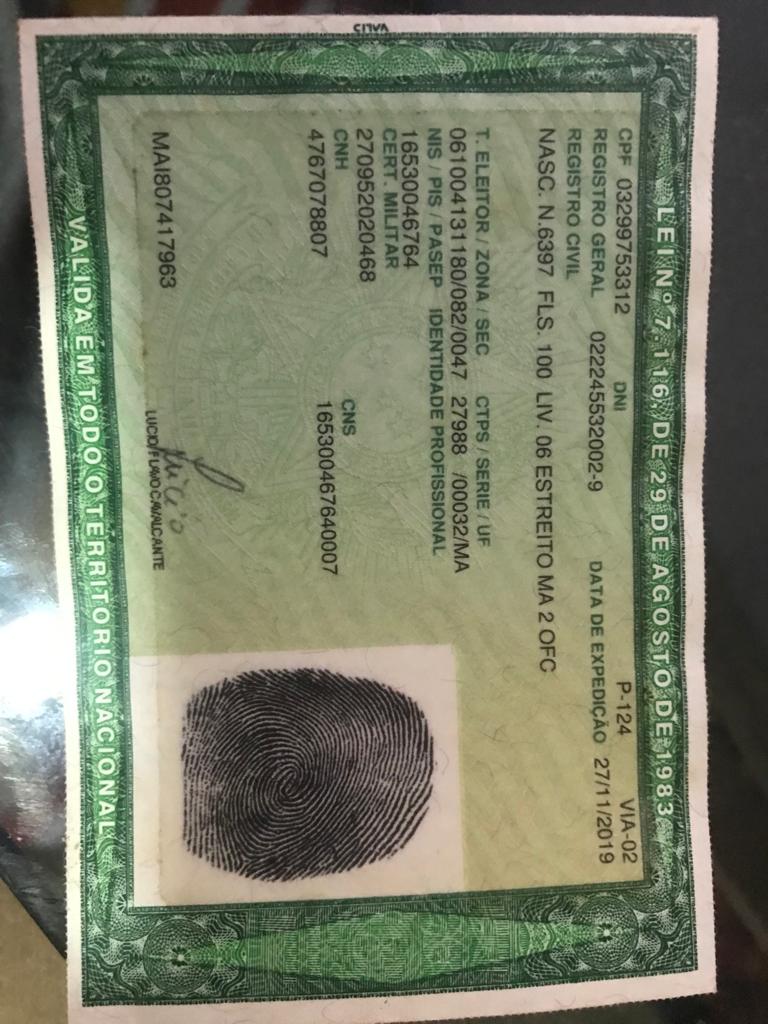 VALID
LEI Nº 7.116, DE 29 DE AGOSTO DE 1983
CPF 03299753312 DNI P-124 VIA-02
REGISTRO GERAL 022245532002-9 DATA DE EXPEDIÇÃO 27/11/2019
REGISTRO CIVIL
NASC. N.6397 FLS. 100 LIV. 06 ESTREITO MA 2 OFC
T. ELEITOR / ZONA / SEC CTPS / SERIE / UF
061004131180/082/0047 27988 /00032/MA
NIS / PIS / PASEP IDENTIDADE PROFISSIONAL
16530046764
CERT. MILITAR
270952020468
CNH CNS
4767078807 165300467640007
MAI807417963
LUCIO FLAVO CAVALCANTE
VALIDA EM TODO O TERRITORIO NACIONAL